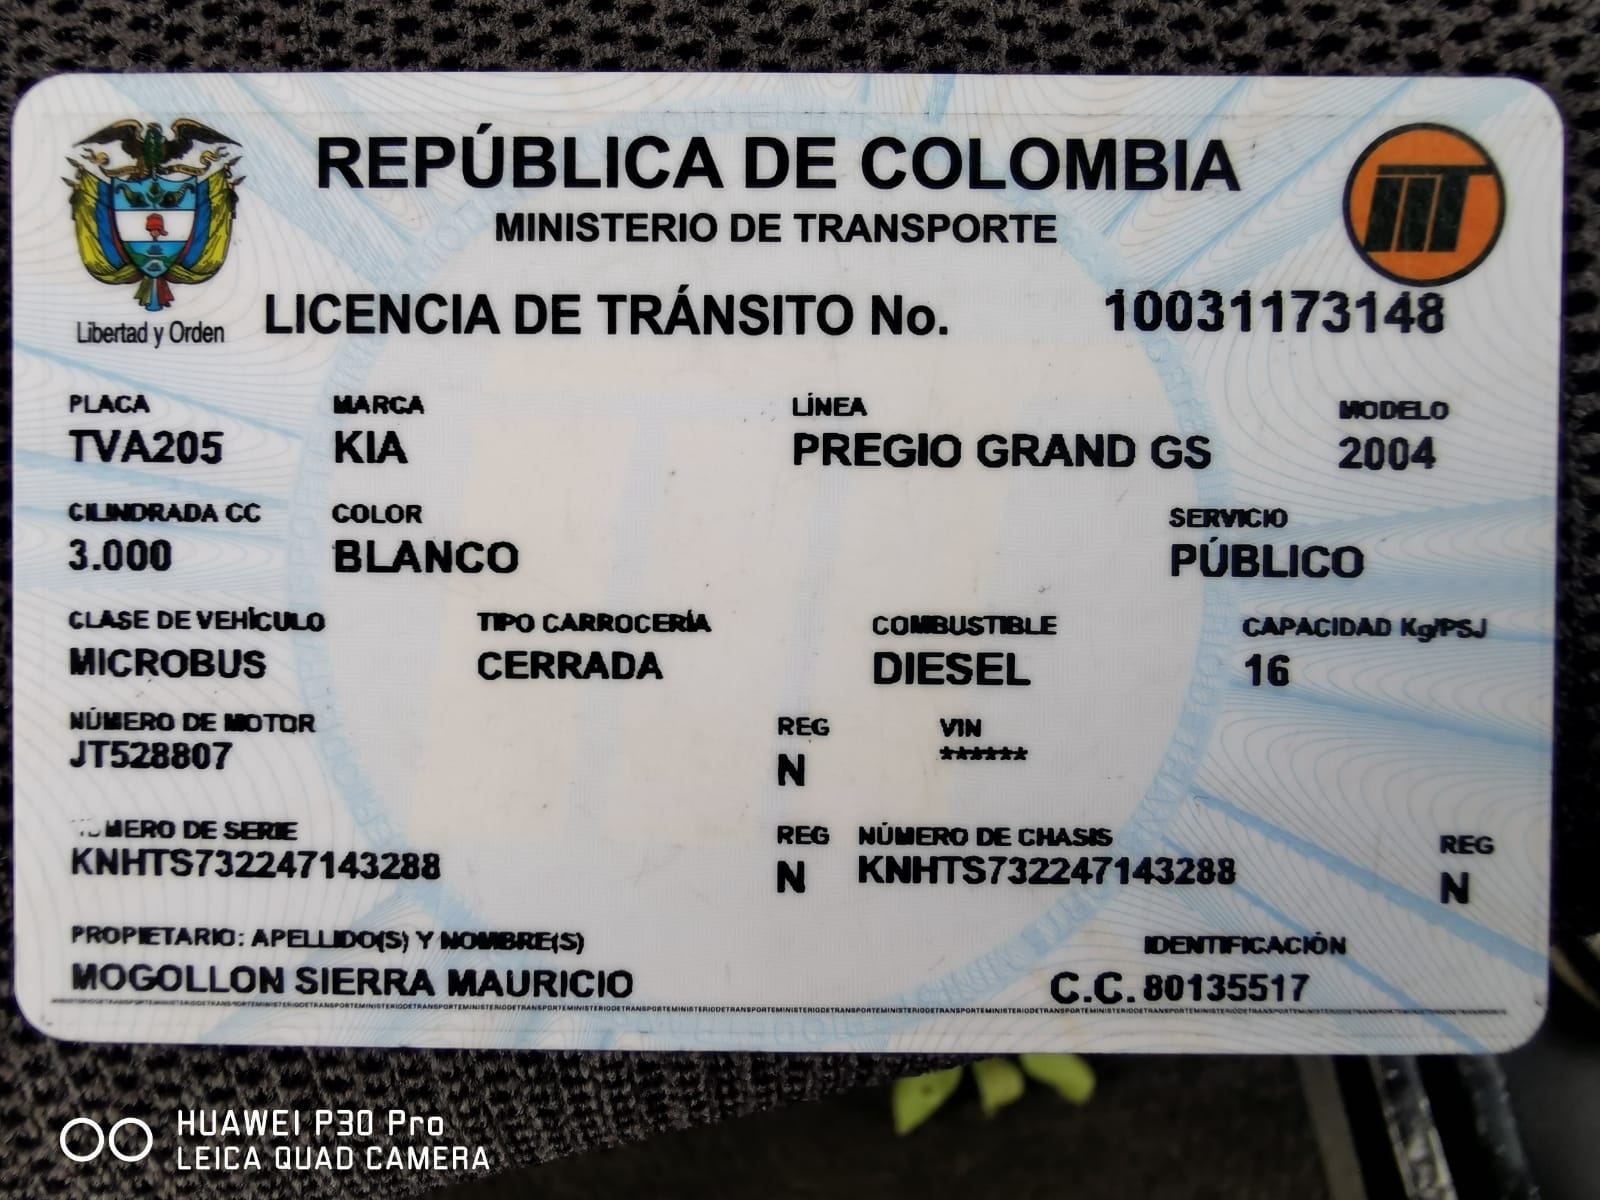 REPÚBLICA DE COLOMBIA
MINISTERIO DE TRANSPORTE
Libertad y Orden
LICENCIA DE TRÁNSITO No. 10031173148
PLACA MARCA LÍNEA MODELO
TVA205 KIA PREGIO GRAND GS 2004
CILINDRADA CC COLOR SERVICIO
3.000 BLANCO PÚBLICO
CLASE DE VEHÍCULO TIPO CARROCERÍA COMBUSTIBLE CAPACIDAD Kg/PSJ
MICROBUS CERRADA DIESEL 16
NÚMERO DE MOTOR REG VIN
JT528807 N ******
MERO DE SERIE REG NÚMERO DE CHASIS REG
KNHTS732247143288 N KNHTS732247143288 N
PROPIETARIO: APELLIDO(S) Y NOMBRE(S) IDENTIFICACIÓN
MOGOLLON SIERRA MAURICIO C.C. 80135517
HUAWEI P30 Pro
LEICA QUAD CAMERA